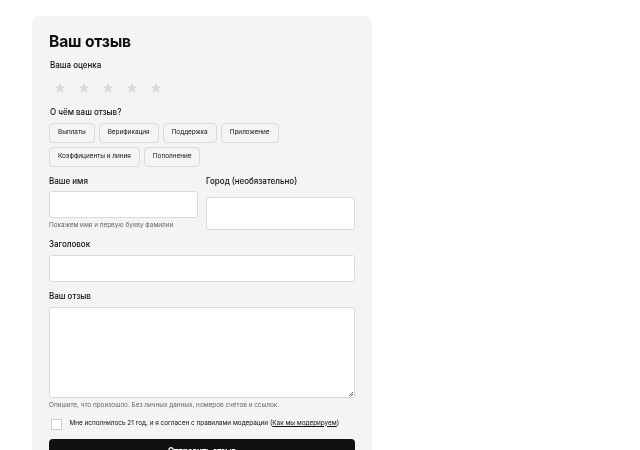 Ваш отзыв
Ваша оценка
О чём ваш отзыв?
Выплаты Верификация Поддержка Приложение
Коэффициенты и линия Пополнение
Ваше имя Город (необязательно)
Покажем имя и первую букву фамилии
Заголовок
Ваш отзыв
Опишите, что произошло. Без личных данных, номеров счетов и ссылок.
Мне исполнилось 21 год, и я согласен с правилами модерации (Как мы модерируем)
Отправить отзыв